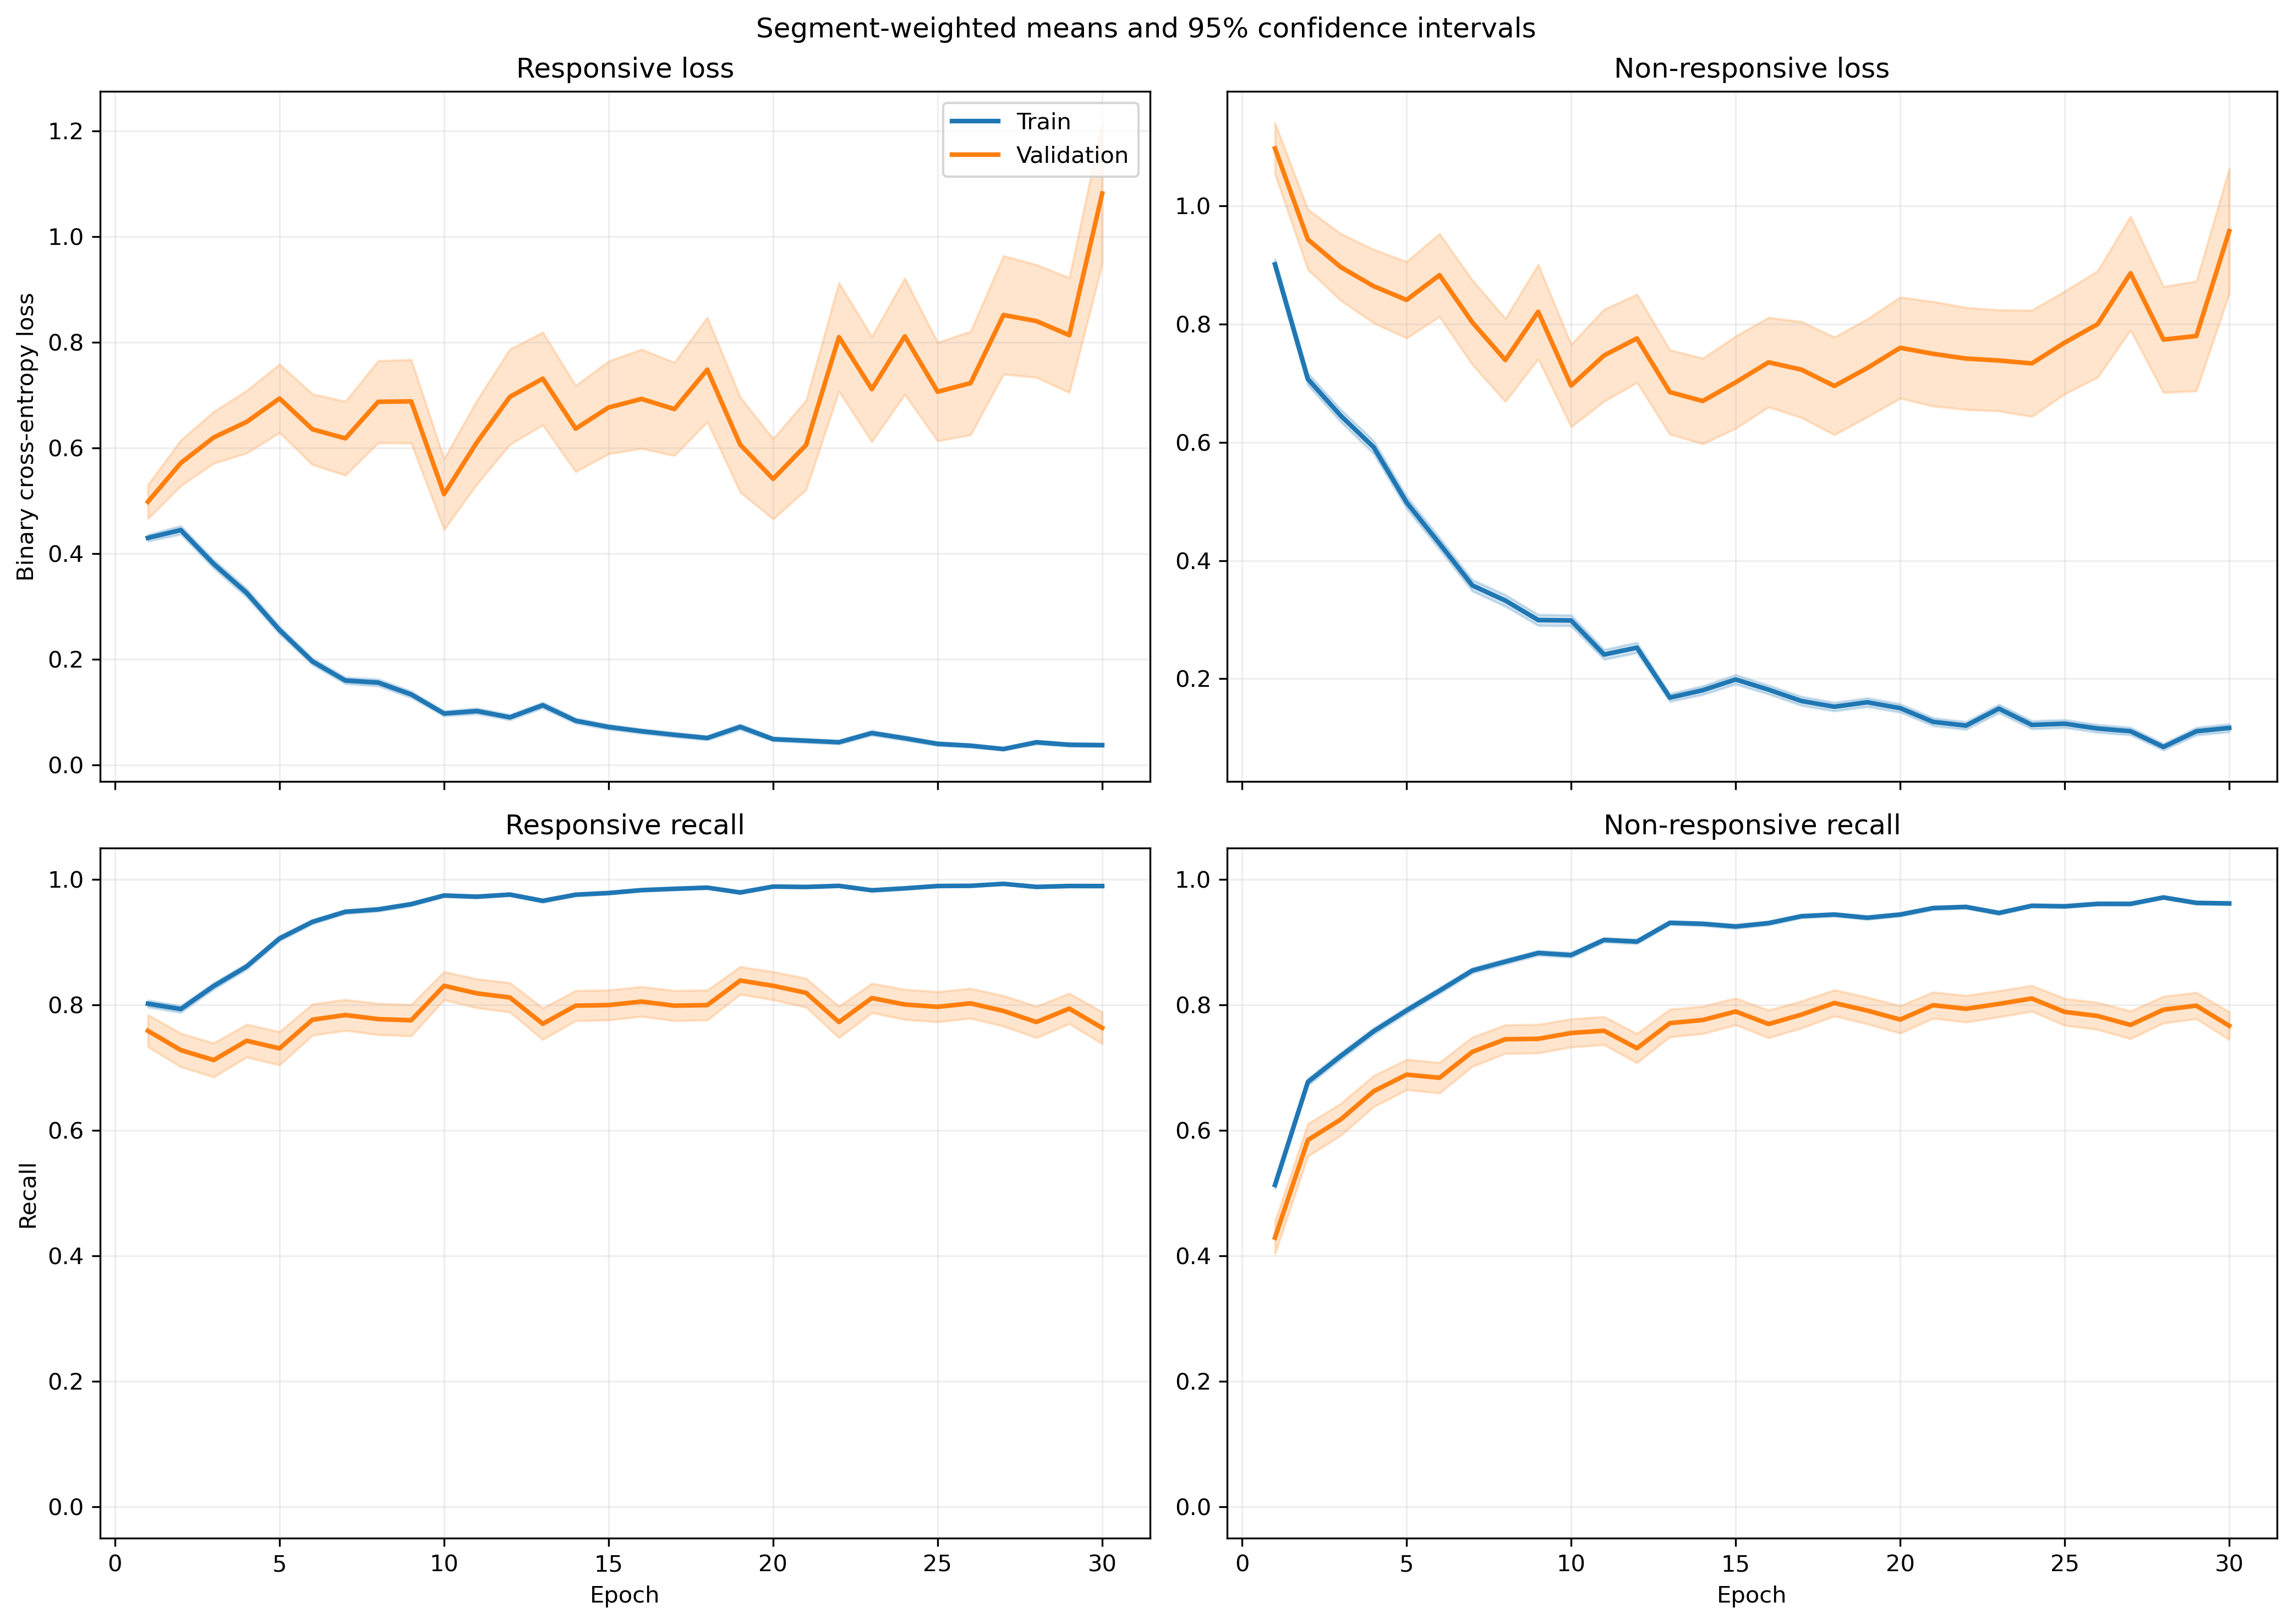 Segment-weighted means and 95% confidence intervals
Responsive loss
Binary cross-entropy loss
1.2
1.0
0.8
0.6
0.4
0.2
0.0
Train
Validation
Non-responsive loss
1.0
0.8
0.6
0.4
0.2
Responsive recall
Recall
1.0
0.8
0.6
0.4
0.2
0.0
0 5 10 15 20 25 30
Epoch
Non-responsive recall
1.0
0.8
0.6
0.4
0.2
0.0
0 5 10 15 20 25 30
Epoch